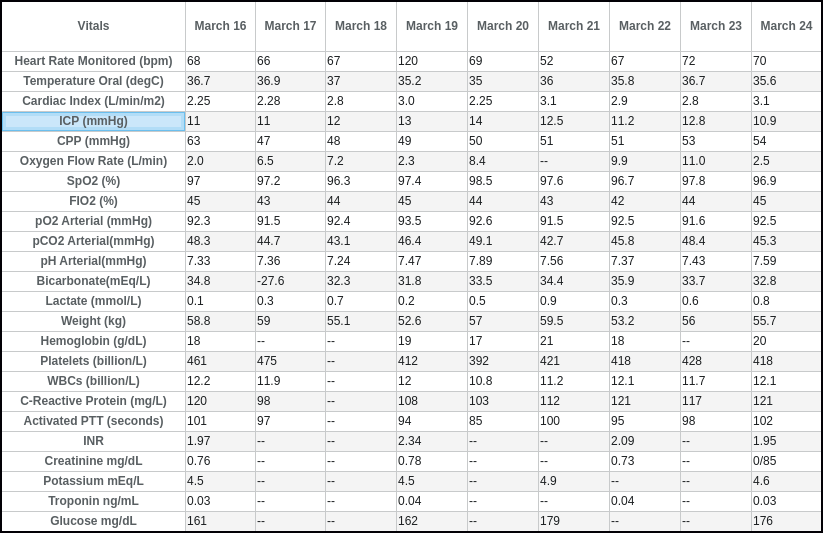 Vitals March 16 March 17 March 18 March 19 March 20 March 21 March 22 March 23 March 24
Heart Rate Monitored (bpm) 68 66 67 120 69 52 67 72 70
Temperature Oral (degC) 36.7 36.9 37 35.2 35 36 35.8 36.7 35.6
Cardiac Index (L/min/m2) 2.25 2.28 2.8 3.0 2.25 3.1 2.9 2.8 3.1
ICP (mmHg) 11 11 12 13 14 12.5 11.2 12.8 10.9
CPP (mmHg) 63 47 48 49 50 51 51 53 54
Oxygen Flow Rate (L/min) 2.0 6.5 7.2 2.3 8.4 -- 9.9 11.0 2.5
SpO2 (%) 97 97.2 96.3 97.4 98.5 97.6 96.7 97.8 96.9
FIO2 (%) 45 43 44 45 44 43 42 44 45
pO2 Arterial (mmHg) 92.3 91.5 92.4 93.5 92.6 91.5 92.5 91.6 92.5
pCO2 Arterial(mmHg) 48.3 44.7 43.1 46.4 49.1 42.7 45.8 48.4 45.3
pH Arterial(mmHg) 7.33 7.36 7.24 7.47 7.89 7.56 7.37 7.43 7.59
Bicarbonate(mEq/L) 34.8 -27.6 32.3 31.8 33.5 34.4 35.9 33.7 32.8
Lactate (mmol/L) 0.1 0.3 0.7 0.2 0.5 0.9 0.3 0.6 0.8
Weight (kg) 58.8 59 55.1 52.6 57 59.5 53.2 56 55.7
Hemoglobin (g/dL) 18 -- -- 19 17 21 18 -- 20
Platelets (billion/L) 461 475 -- 412 392 421 418 428 418
WBCs (billion/L) 12.2 11.9 -- 12 10.8 11.2 12.1 11.7 12.1
C-Reactive Protein (mg/L) 120 98 -- 108 103 112 121 117 121
Activated PTT (seconds) 101 97 -- 94 85 100 95 98 102
INR 1.97 -- -- 2.34 -- -- 2.09 -- 1.95
Creatinine mg/dL 0.76 -- -- 0.78 -- -- 0.73 -- 0/85
Potassium mEq/L 4.5 -- -- 4.5 -- 4.9 -- -- 4.6
Troponin ng/mL 0.03 -- -- 0.04 -- -- 0.04 -- 0.03
Glucose mg/dL 161 -- -- 162 -- 179 -- -- 176